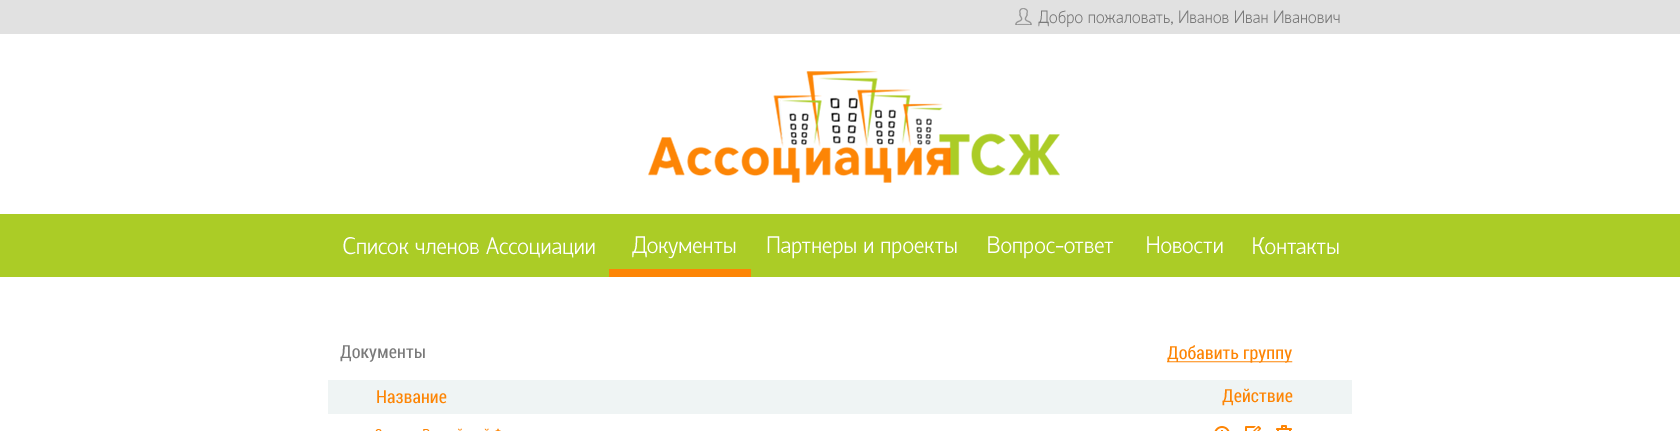 Добро пожаловать, Иванов Иван Иванович
АссоциацияТСЖ
Список членов Ассоциации Документы Партнеры и проекты Вопрос-ответ Новости Контакты
Документы Добавить группу
Название Действие